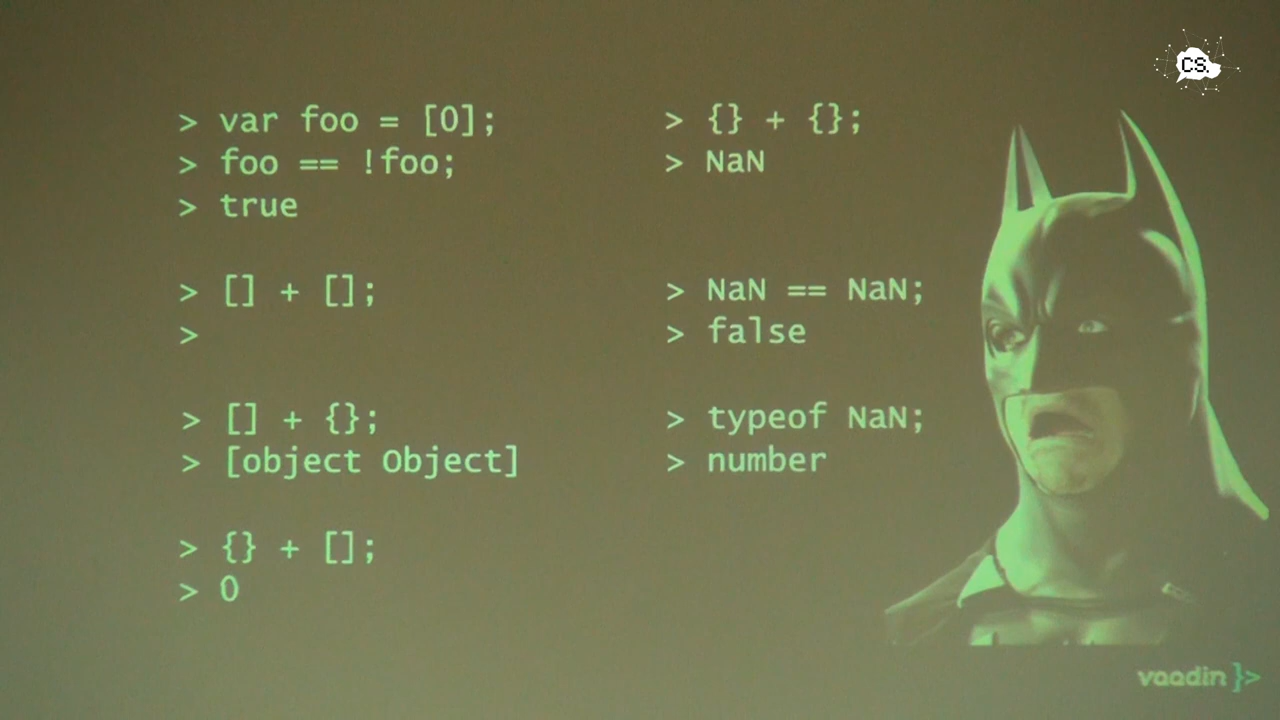 > var foo = [0];
> foo == !foo;
> true
> [] + [];
>
> [] + {};
> [object Object]
> {} + [];
> 0
> {} + {};
> NaN
> NaN == NaN;
> false
> typeof NaN;
> number
CS.
vaadin }>